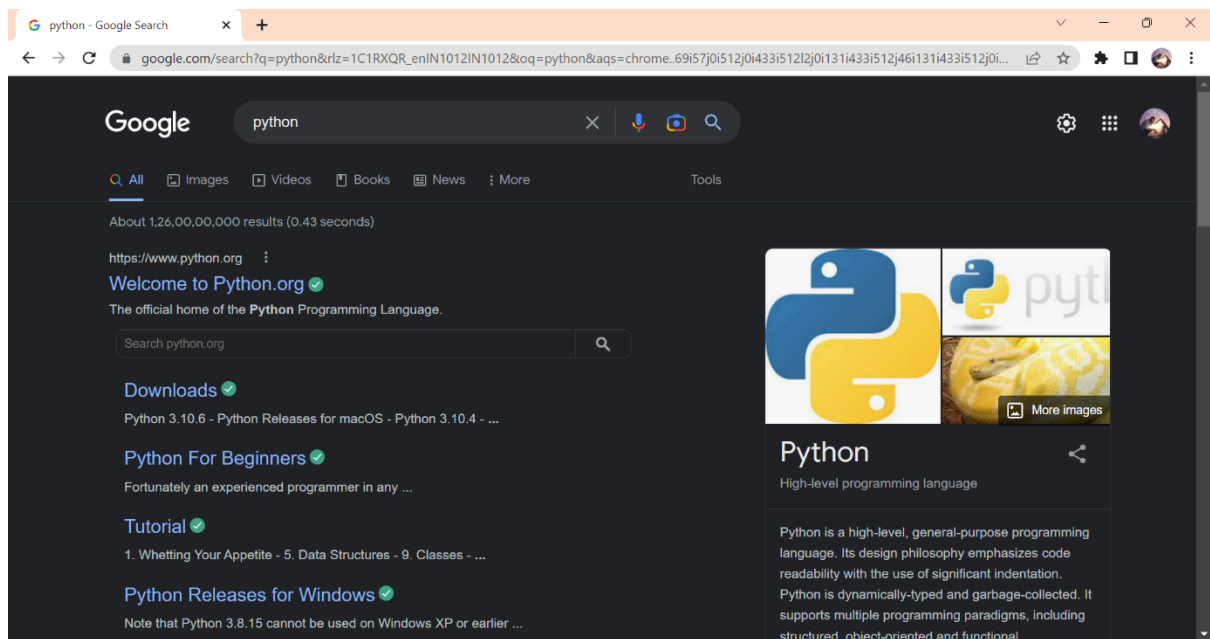 python - Google Search
google.com/search?q=python&rlz=1C1RXQR_enIN1012IN1012&oq=python&aqs=chrome..69i57j0i512j0i433i512l2j0i131i433i512j46i131i433i512j0i...
Google
python
All Images Videos Books News More Tools
About 1,26,00,00,000 results (0.43 seconds)
https://www.python.org
Welcome to Python.org
The official home of the Python Programming Language.
Search python.org
Downloads
Python 3.10.6 - Python Releases for macOS - Python 3.10.4 - ...
Python For Beginners
Fortunately an experienced programmer in any ...
Tutorial
1. Whetting Your Appetite - 5. Data Structures - 9. Classes - ...
Python Releases for Windows
Note that Python 3.8.15 cannot be used on Windows XP or earlier ...
pyt
More images
Python
High-level programming language
Python is a high-level, general-purpose programming
language. Its design philosophy emphasizes code
readability with the use of significant indentation.
Python is dynamically-typed and garbage-collected. It
supports multiple programming paradigms, including
structured, object-oriented and functional